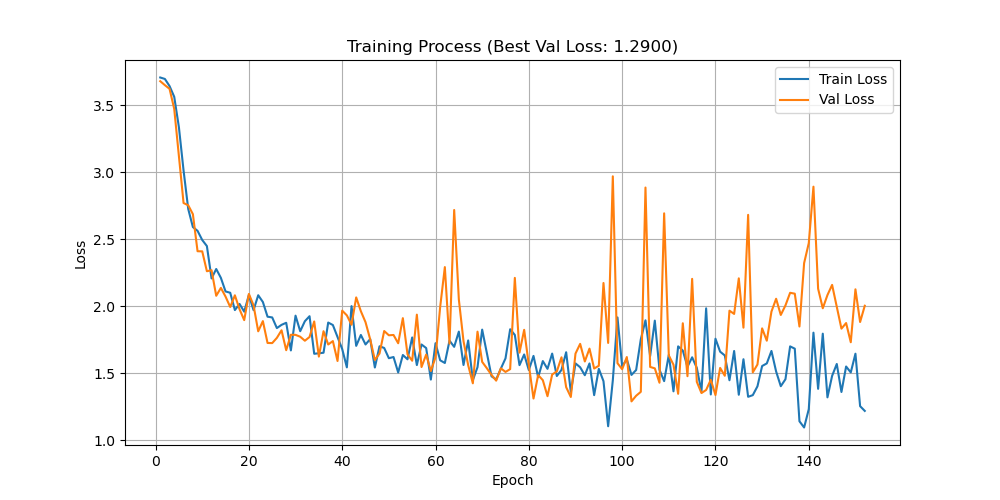 Training Process (Best Val Loss: 1.2900)
Train Loss
Val Loss
3.5
3.0
2.5
2.0
1.5
1.0
Loss
0 20 40 60 80 100 120 140
Epoch